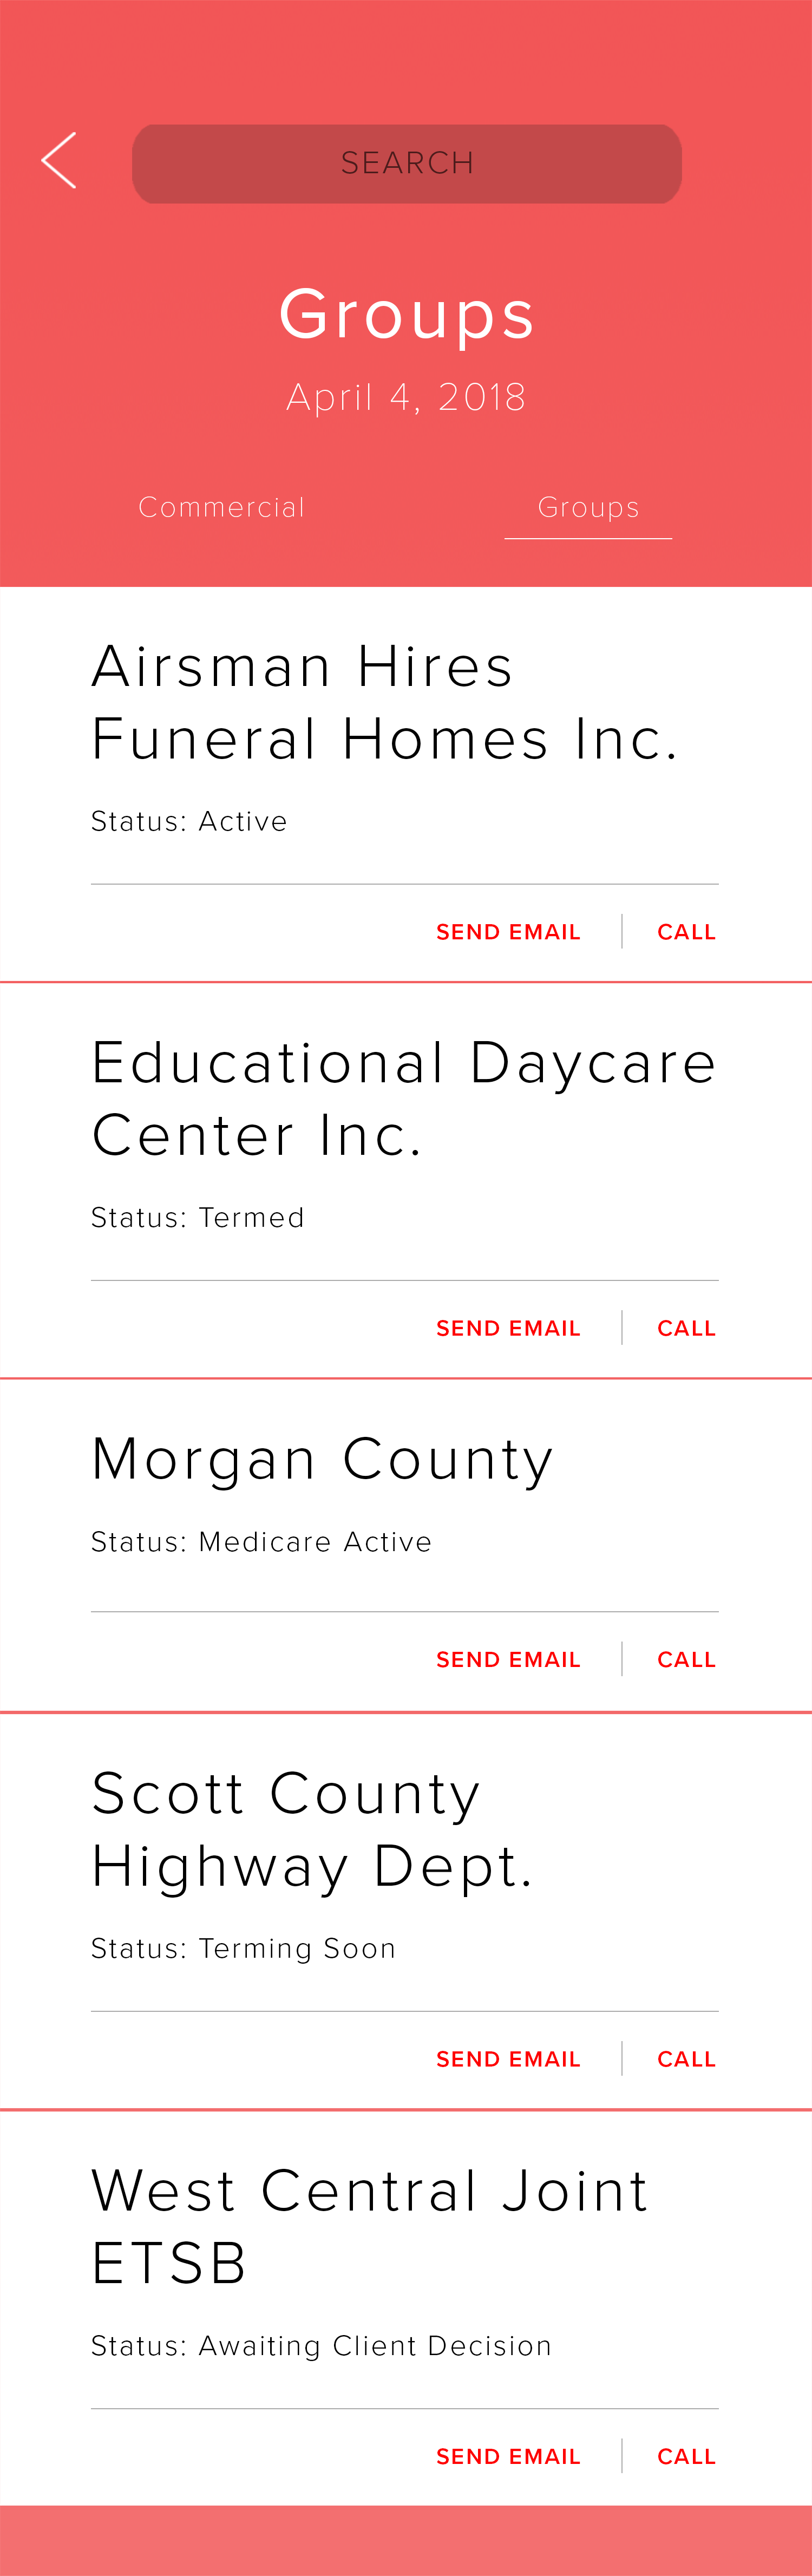 SEARCH
Groups
April 4, 2018
Commercial Groups
Airsman Hires
Funeral Homes Inc.
Status: Active
SEND EMAIL CALL
Educational Daycare
Center Inc.
Status: Termed
SEND EMAIL CALL
Morgan County
Status: Medicare Active
SEND EMAIL CALL
Scott County
Highway Dept.
Status: Terming Soon
SEND EMAIL CALL
West Central Joint
ETSB
Status: Awaiting Client Decision
SEND EMAIL CALL